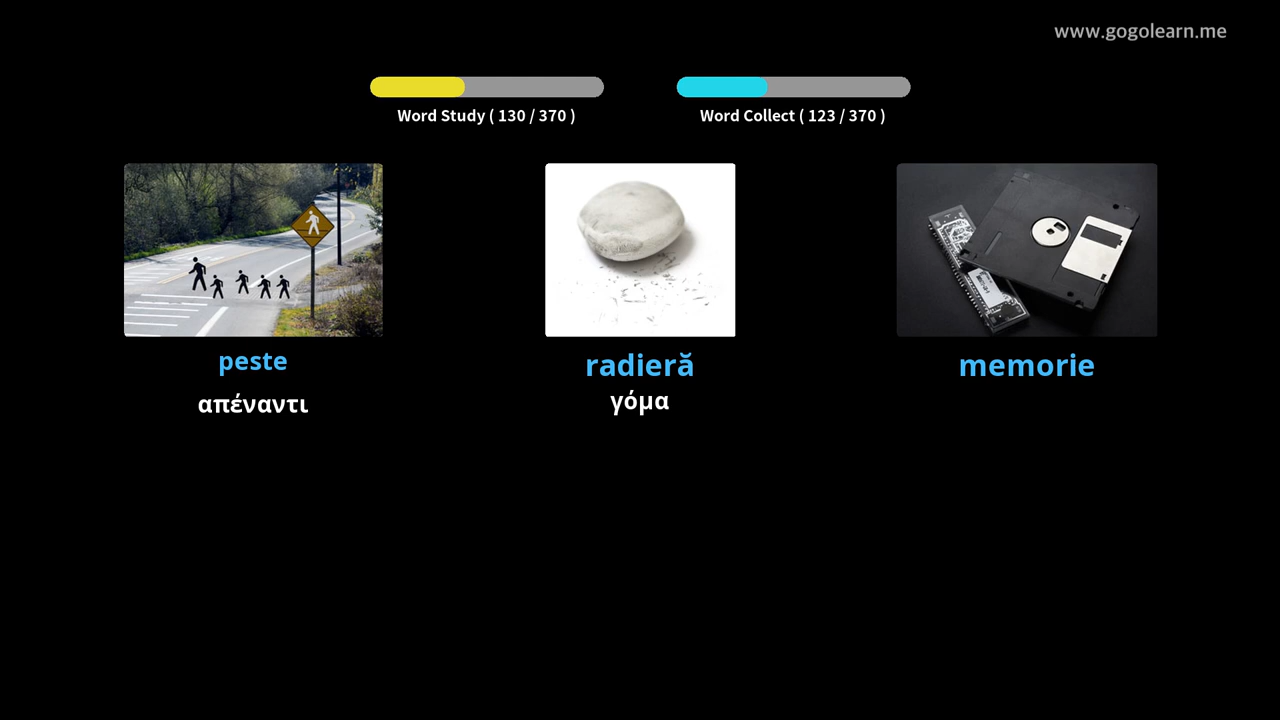 www.gogolearn.me
Word Study ( 130 / 370 )
Word Collect ( 123 / 370 )
peste
απέναντι
radieră
γόμα
memorie